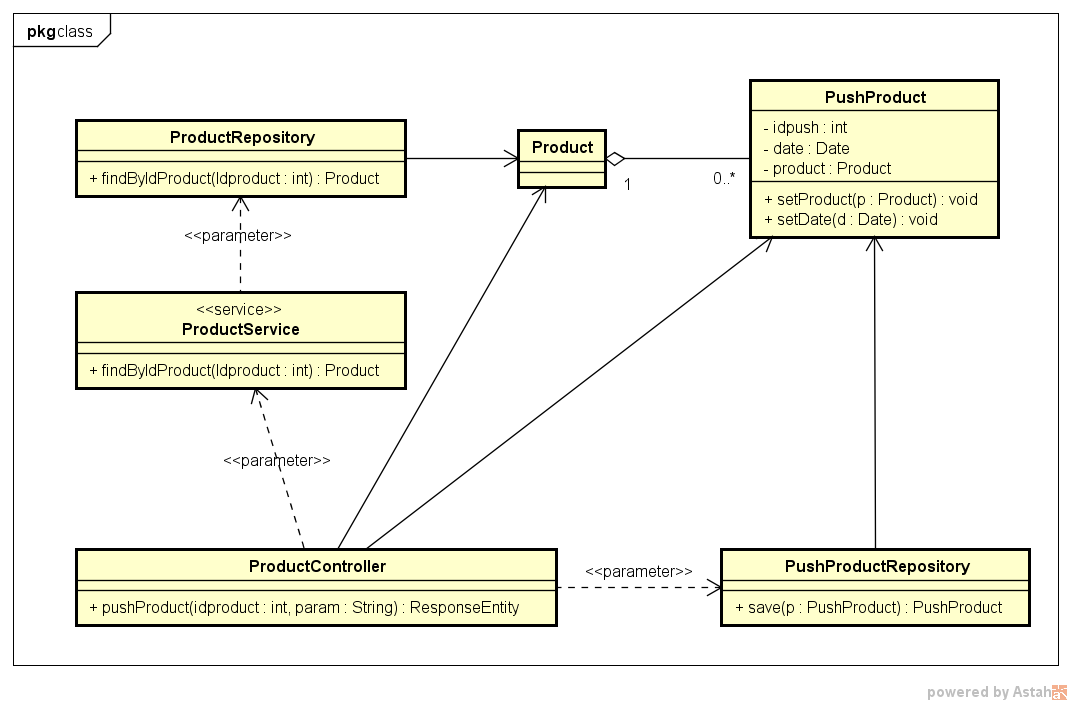 pkg class
ProductRepository
+ findByIdProduct(Idproduct : int) : Product
Product
1
0..*
PushProduct
- idpush : int
- date : Date
- product : Product
+ setProduct(p : Product) : void
+ setDate(d : Date) : void
<<parameter>>
<<service>>
ProductService
+ findByIdProduct(Idproduct : int) : Product
<<parameter>>
ProductController
+ pushProduct(idproduct : int, param : String) : ResponseEntity
<<parameter>>
PushProductRepository
+ save(p : PushProduct) : PushProduct
powered by Astah